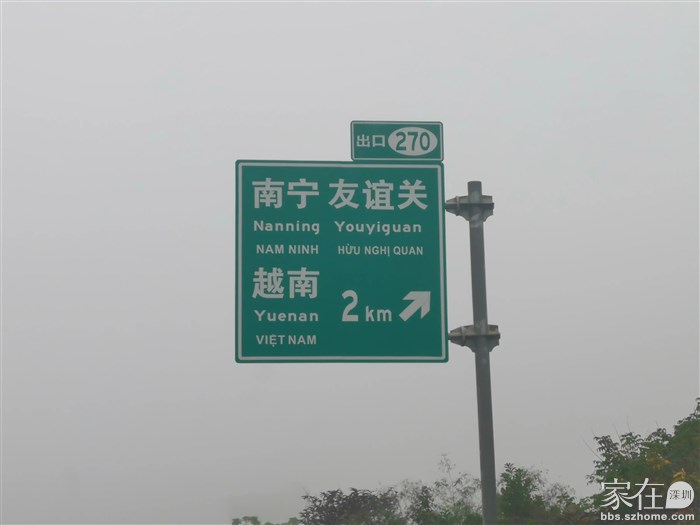 出口 270
南宁 友谊关
Nanning Youyiguan
NAM NINH HỮU NGHỊ QUAN
越南
2 km
Yuenan
VIỆT NAM
家在 深圳
bbs.szhome.com